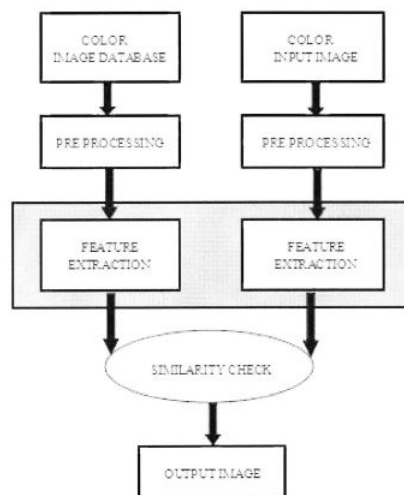 COLOR
IMAGE DATABASE
COLOR
INPUT IMAGE
PRE PROCESSING
PRE PROCESSING
FEATURE
EXTRACTION
FEATURE
EXTRACTION
SIMILARITY CHECK
OUTPUT IMAGE